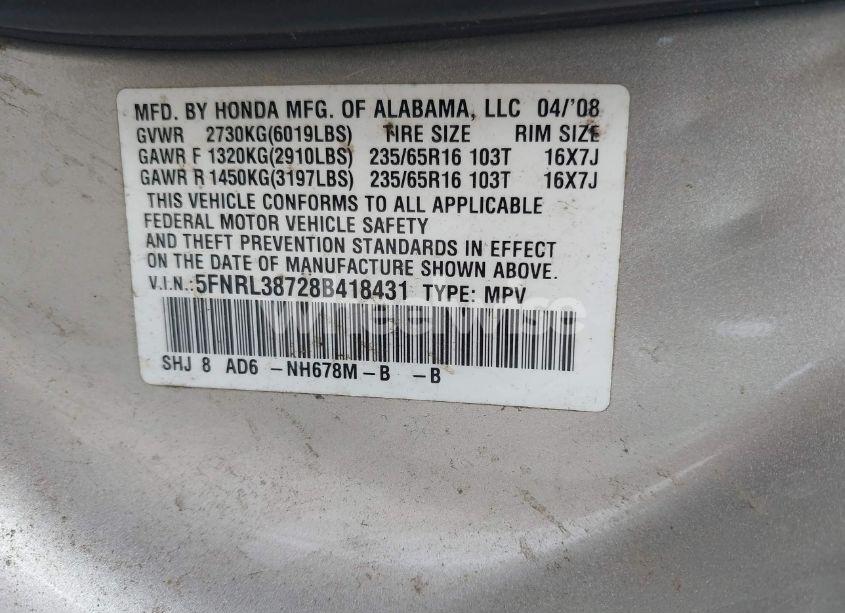 MFD. BY HONDA MFG. OF ALABAMA, LLC 04/'08
GVWR 2730KG(6019LBS) TIRE SIZE RIM SIZE
GAWR F 1320KG(2910LBS) 235/65R16 103T 16X7J
GAWR R 1450KG(3197LBS) 235/65R16 103T 16X7J
THIS VEHICLE CONFORMS TO ALL APPLICABLE
FEDERAL MOTOR VEHICLE SAFETY
AND THEFT PREVENTION STANDARDS IN EFFECT
ON THE DATE OF MANUFACTURE SHOWN ABOVE.
V.I.N.:5FNRL38728B418431 TYPE: MPV
Wheelwise
SHJ 8 AD6 -NH678M-B -B